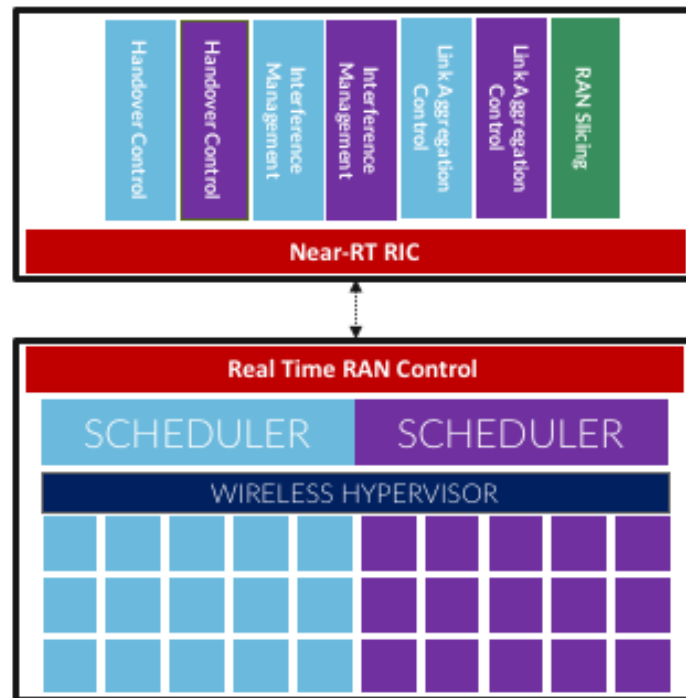 Handover Control
Handover Control
Interference
Management
Interference
Management
Link Aggregation
Control
Link Aggregation
Control
RAN Slicing
Near-RT RIC
Real Time RAN Control
SCHEDULER
SCHEDULER
WIRELESS HYPERVISOR